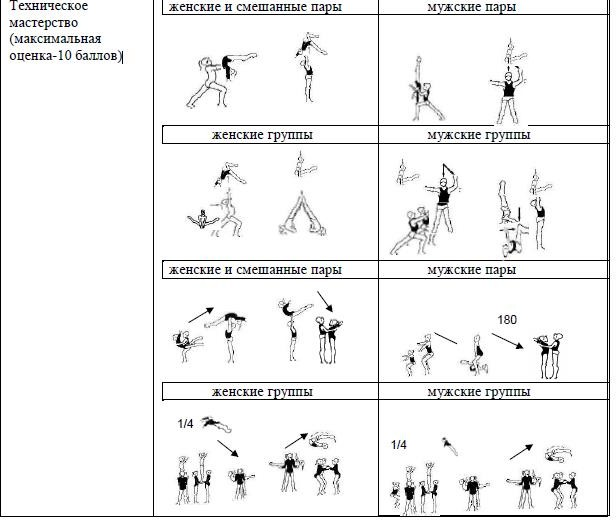 Техническое
мастерство
(максимальная
оценка-10 баллов)
женские и смешанные пары
мужские пары
женские группы
мужские группы
женские и смешанные пары
мужские пары
180
женские группы
мужские группы
1/4
1/4